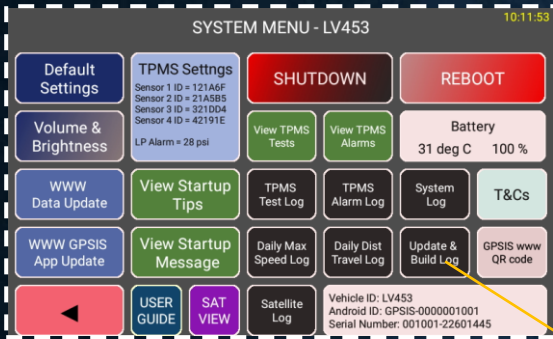 10:11:53
SYSTEM MENU - LV453
Default
Settings
TPMS Settngs
Sensor 1 ID = 121A6F
Sensor 2 ID = 21A5B5
Sensor 3 ID = 321DD4
Sensor 4 ID = 42191E
LP Alarm = 28 psi
SHUTDOWN
REBOOT
Volume &
Brightness
View TPMS
Tests
View TPMS
Alarms
Battery
31 deg C 100 %
WWW
Data Update
View Startup
Tips
TPMS
Test Log
TPMS
Alarm Log
System
Log
T&Cs
WWW GPSIS
App Update
View Startup
Message
Daily Max
Speed Log
Daily Dist
Travel Log
Update &
Build Log
GPSIS www
QR code
USER
GUIDE
SAT
VIEW
Satellite
Log
Vehicle ID: LV453
Android ID: GPSIS-0000001001
Serial Number: 001001-22601445